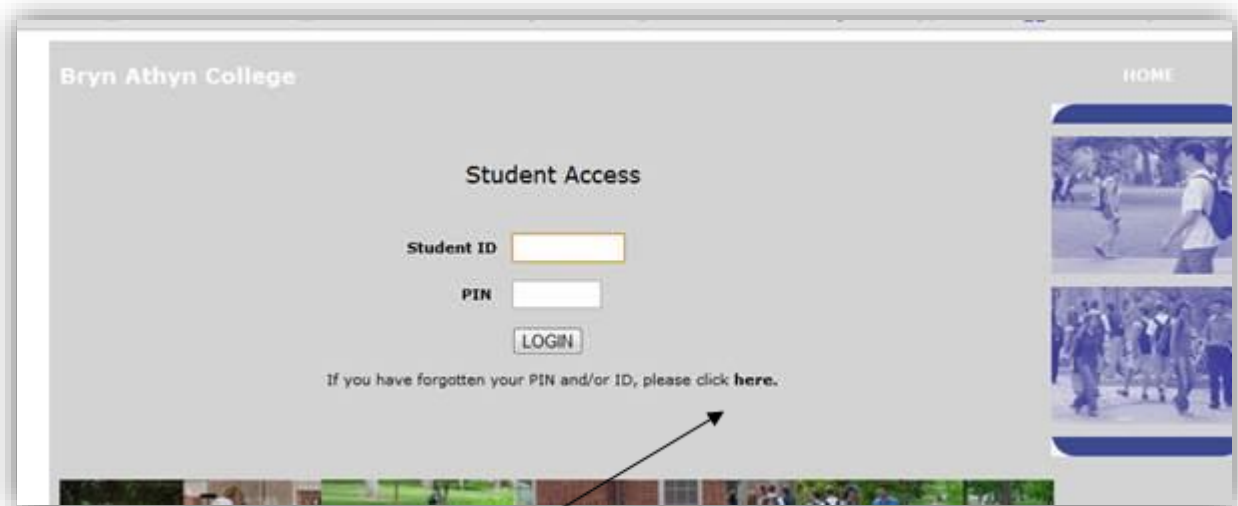 Bryn Athyn College
HOME
Student Access
Student ID
PIN
LOGIN
If you have forgotten your PIN and/or ID, please click here.